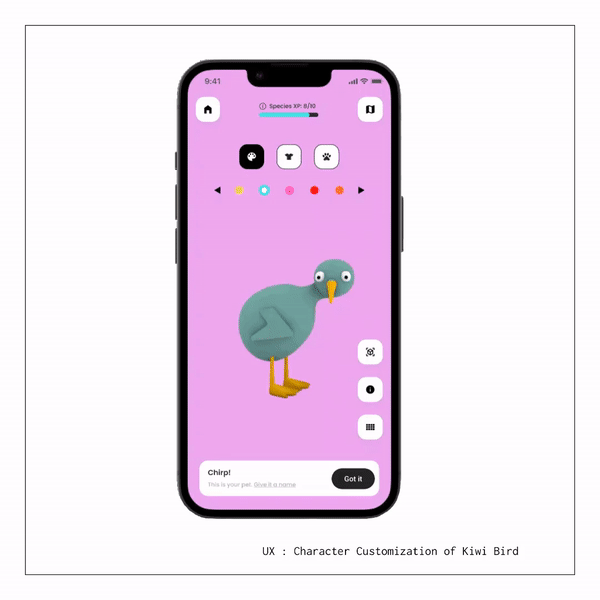 9:41
Species XP: 8/10
Chirp!
This is your pet. Give it a name
Got it
UX : Character Customization of Kiwi Bird